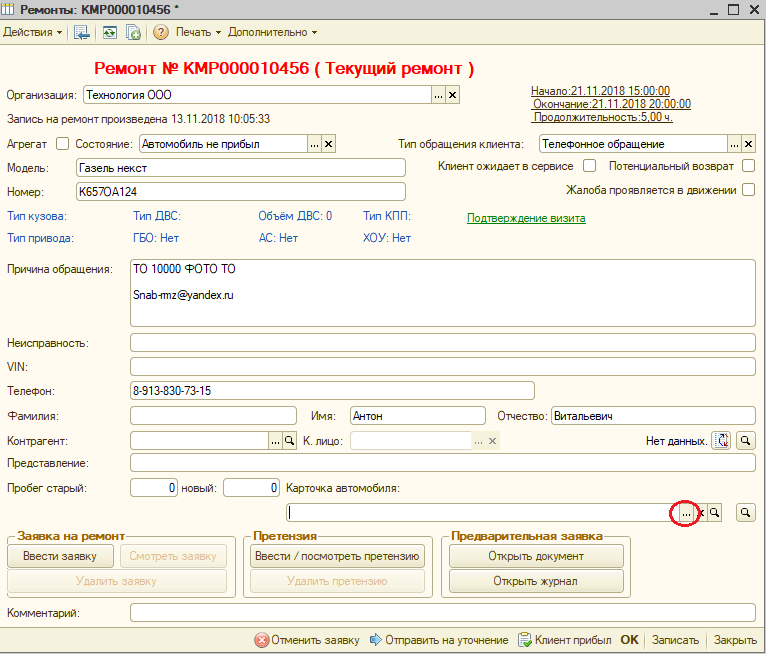 Ремонты: КМР000010456 *
Действия Печать Дополнительно
Ремонт № КМР000010456 ( Текущий ремонт )
Организация: Технология ООО ...
Начало:21.11.2018 15:00:00
Окончание:21.11.2018 20:00:00
Продолжительность:5,00 ч.
Запись на ремонт произведена 13.11.2018 10:05:33
Агрегат Состояние: Автомобиль не прибыл ... Тип обращения клиента: Телефонное обращение ...
Модель: Газель некст Клиент ожидает в сервисе Потенциальный возврат
Номер: К657ОА124 Жалоба проявляется в движении
Тип кузова: Тип ДВС: Объём ДВС: 0 Тип КПП: Подтверждение визита
Тип привода: ГБО: Нет АС: Нет ХОУ: Нет
Причина обращения: ТО 10000 ФОТО ТО
Snab-rmz@yandex.ru
Неисправность:
VIN:
Телефон: 8-913-830-73-15
Фамилия: Имя: Антон Отчество: Витальевич
Контрагент: ... К. лицо: ... Нет данных.
Представление:
Пробег старый: 0 новый: 0 Карточка автомобиля:
...
Заявка на ремонт Претензия Предварительная заявка
Ввести заявку Смотреть заявку Ввести / посмотреть претензию Открыть документ
Удалить заявку Удалить претензию Открыть журнал
Комментарий:
Отменить заявку Отправить на уточнение Клиент прибыл OK Записать Закрыть